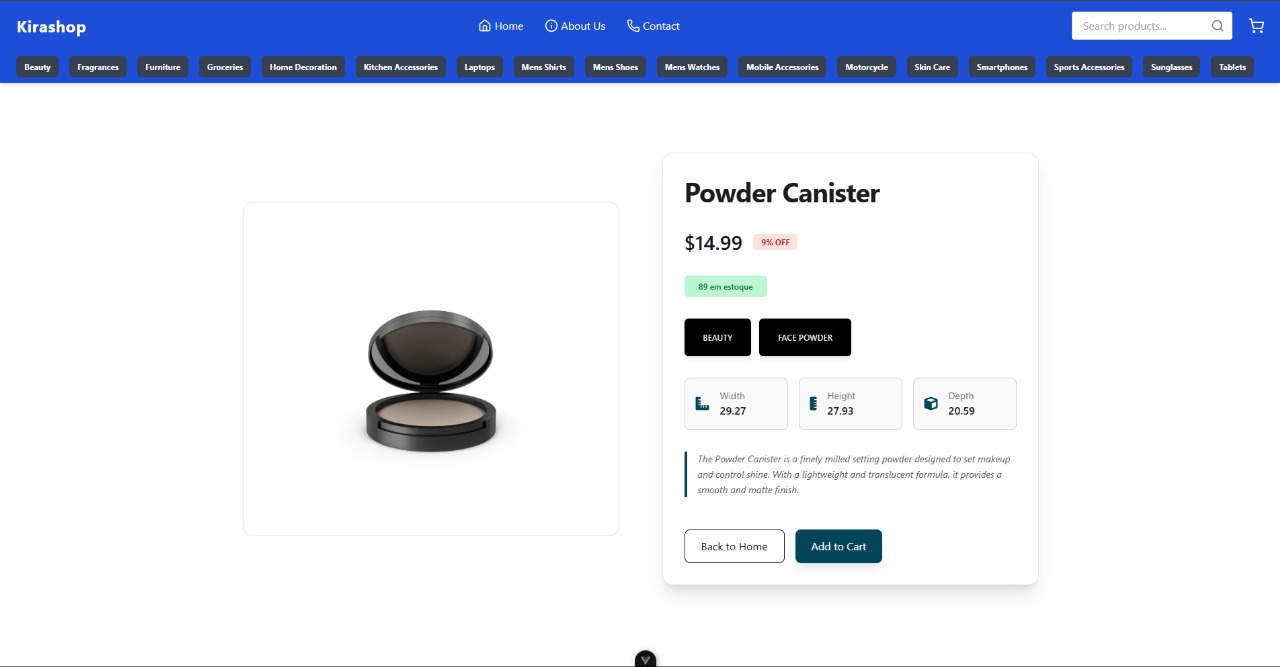 Kirashop
Home
About Us
Contact
Search products...
Beauty
Fragrances
Furniture
Groceries
Home Decoration
Kitchen Accessories
Laptops
Mens Shirts
Mens Shoes
Mens Watches
Mobile Accessories
Motorcycle
Skin Care
Smartphones
Sports Accessories
Sunglasses
Tablets
Powder Canister
$14.99
9% OFF
89 em estoque
BEAUTY
FACE POWDER
Width
29.27
Height
27.93
Depth
20.59
The Powder Canister is a finely milled setting powder designed to set makeup
and control shine. With a lightweight and translucent formula, it provides a
smooth and matte finish.
Back to Home
Add to Cart